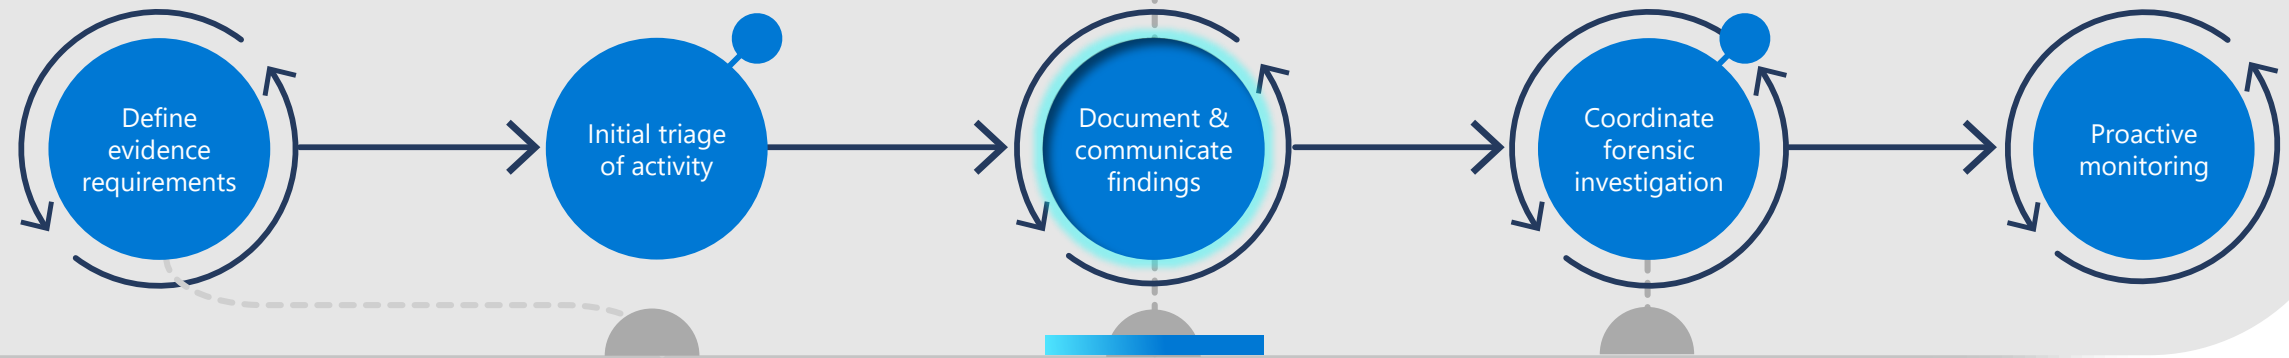 Define
evidence
requirements
Initial triage
of activity
Document &
communicate
findings
Coordinate
forensic
investigation
Proactive
monitoring